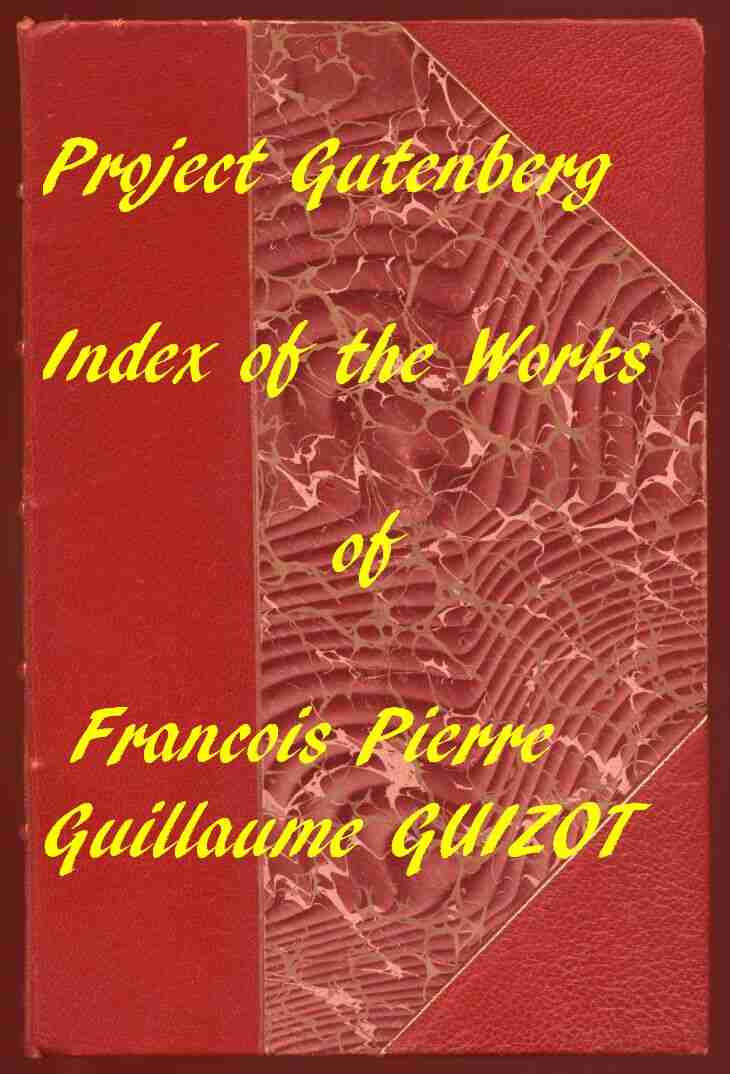 Project Gutenberg
Index of the Works
of
Francois Pierre
Guillaume GUIZOT